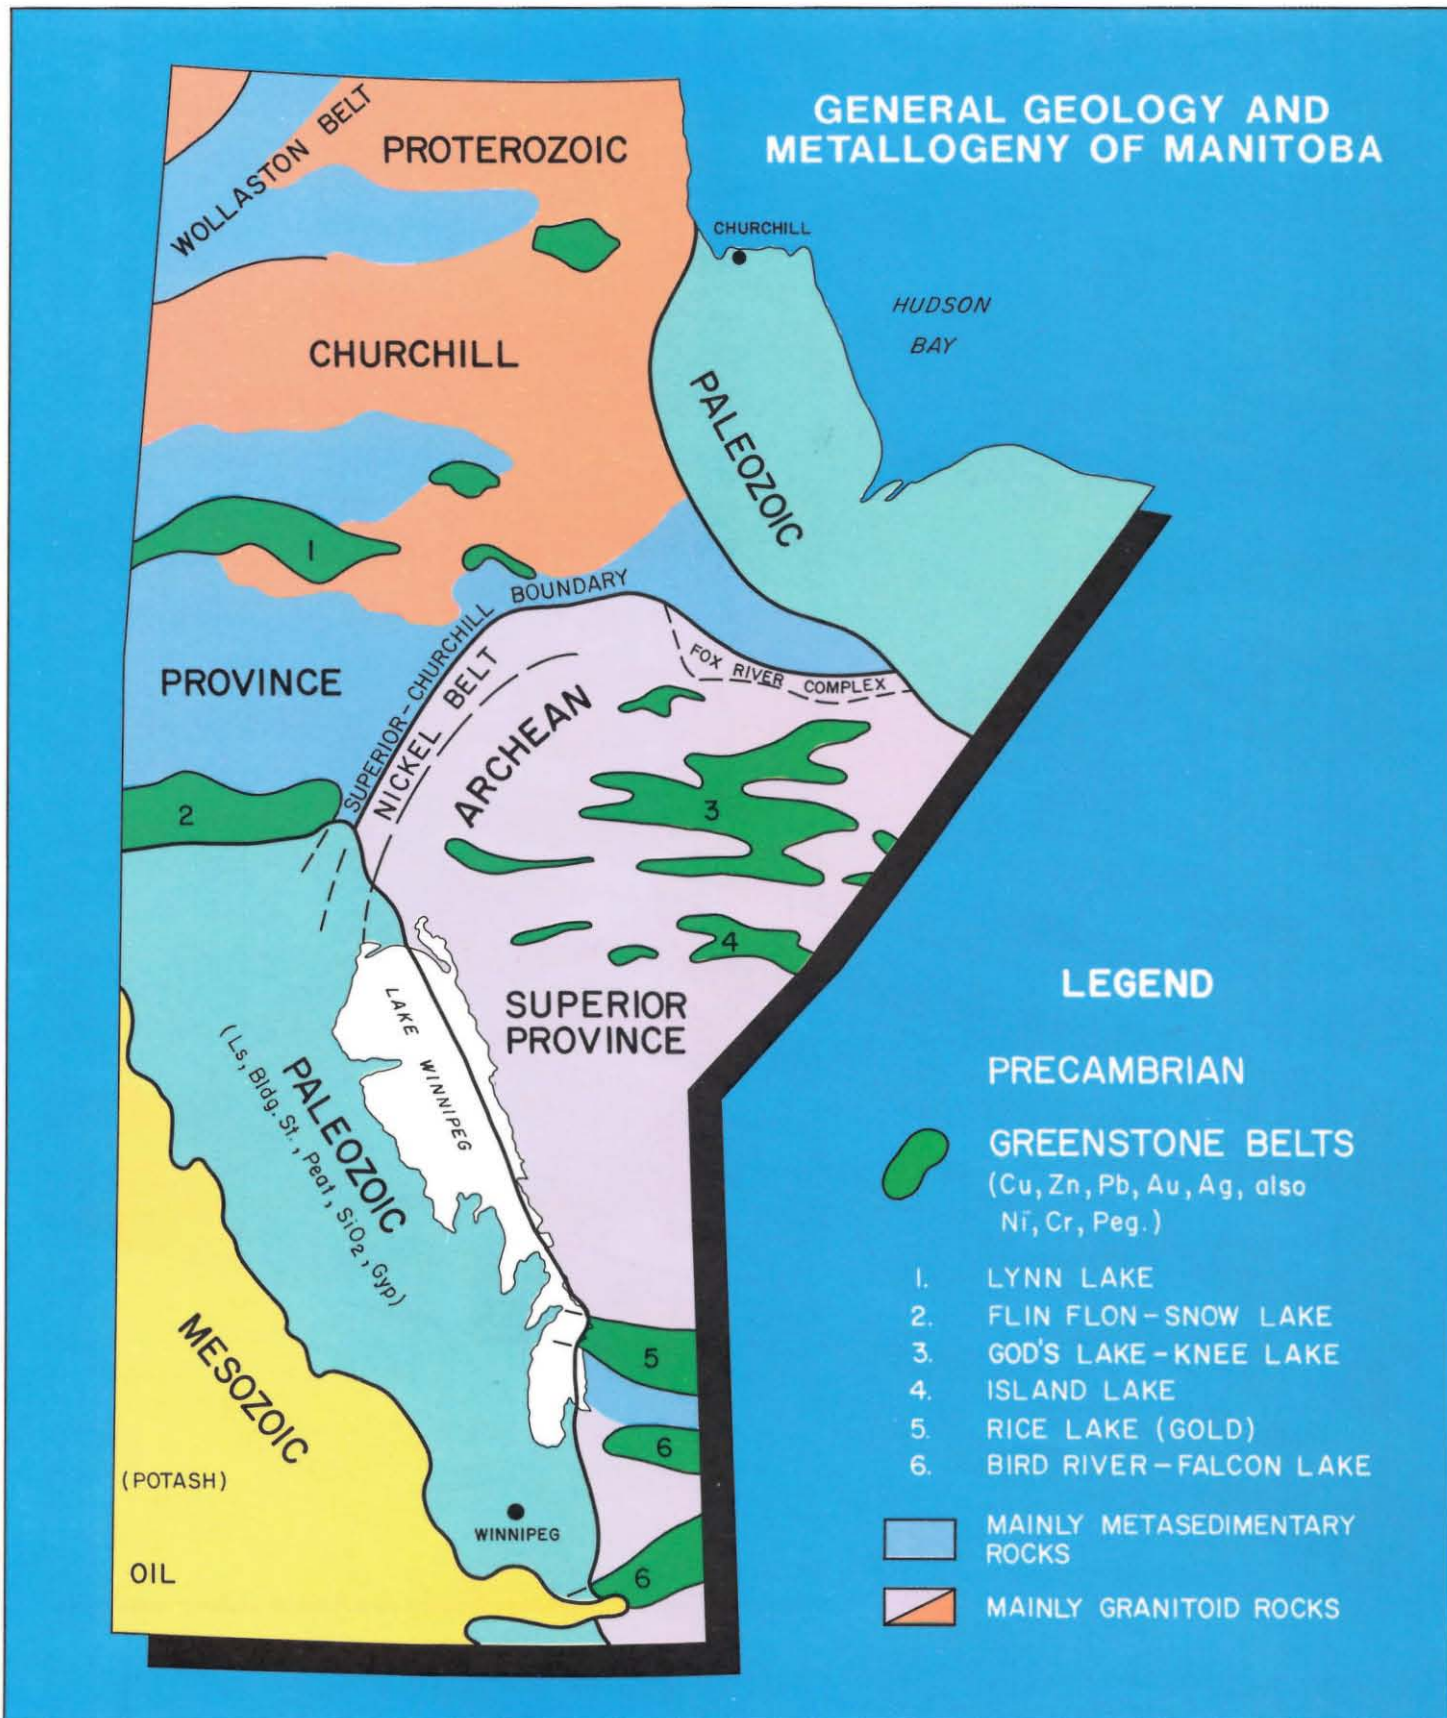 GENERAL GEOLOGY AND
METALLOGENY OF MANITOBA
WOLLASTON BELT
PROTEROZOIC
CHURCHILL
HUDSON
BAY
CHURCHILL
PALEOZOIC
1
SUPERIOR-CHURCHILL BOUNDARY
PROVINCE
NICKEL BELT
FOX RIVER COMPLEX
ARCHEAN
2
3
4
SUPERIOR
PROVINCE
LAKE WINNIPEG
PALEOZOIC
(Ls, Bldg. St., Peat, SiO2, Gyp)
MESOZOIC
5
6
(POTASH)
WINNIPEG
OIL
6
LEGEND
PRECAMBRIAN
GREENSTONE BELTS
(Cu, Zn, Pb, Au, Ag, also
Ni, Cr, Peg.)
1. LYNN LAKE
2. FLIN FLON-SNOW LAKE
3. GOD'S LAKE-KNEE LAKE
4. ISLAND LAKE
5. RICE LAKE (GOLD)
6. BIRD RIVER-FALCON LAKE
MAINLY METASEDIMENTARY
ROCKS
MAINLY GRANITOID ROCKS